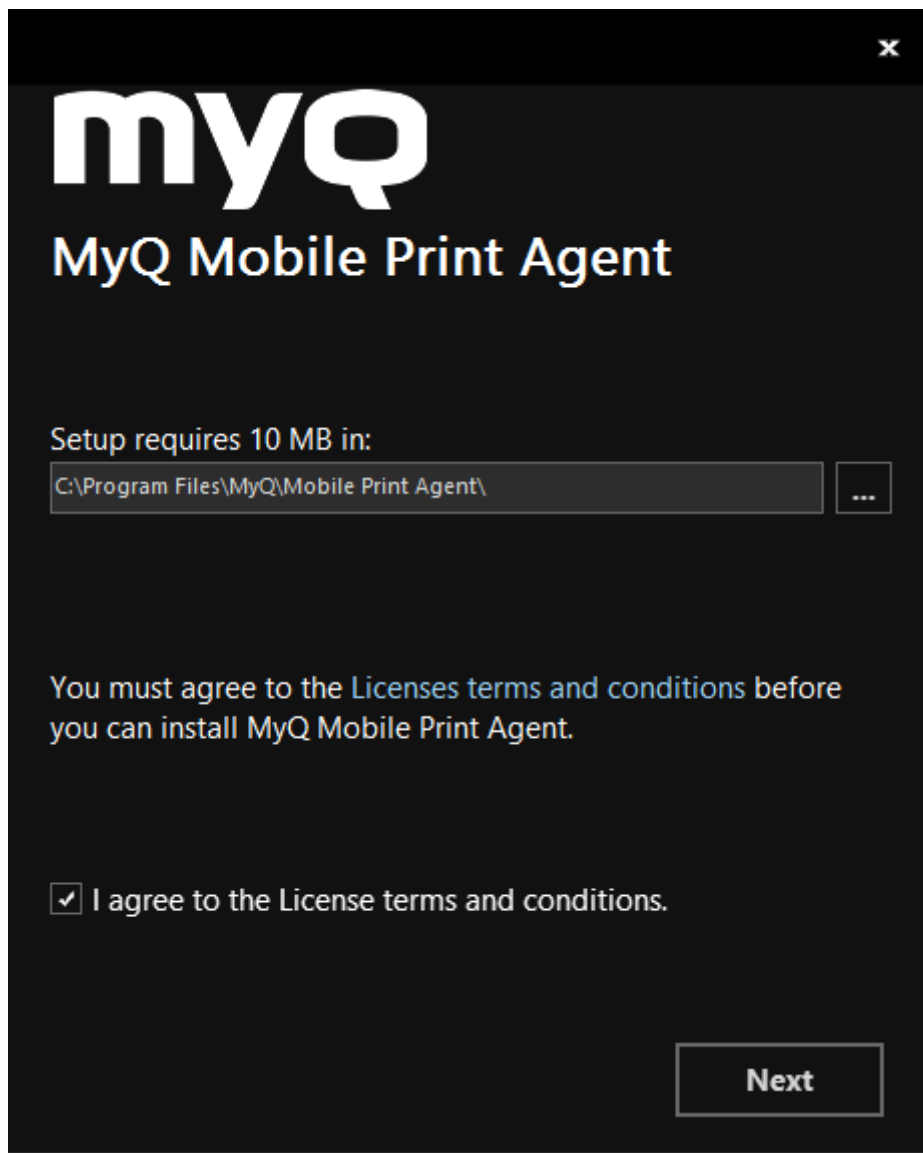 x
myQ
MyQ Mobile Print Agent
Setup requires 10 MB in:
C:\Program Files\MyQ\Mobile Print Agent\
...
You must agree to the Licenses terms and conditions before
you can install MyQ Mobile Print Agent.
I agree to the License terms and conditions.
Next